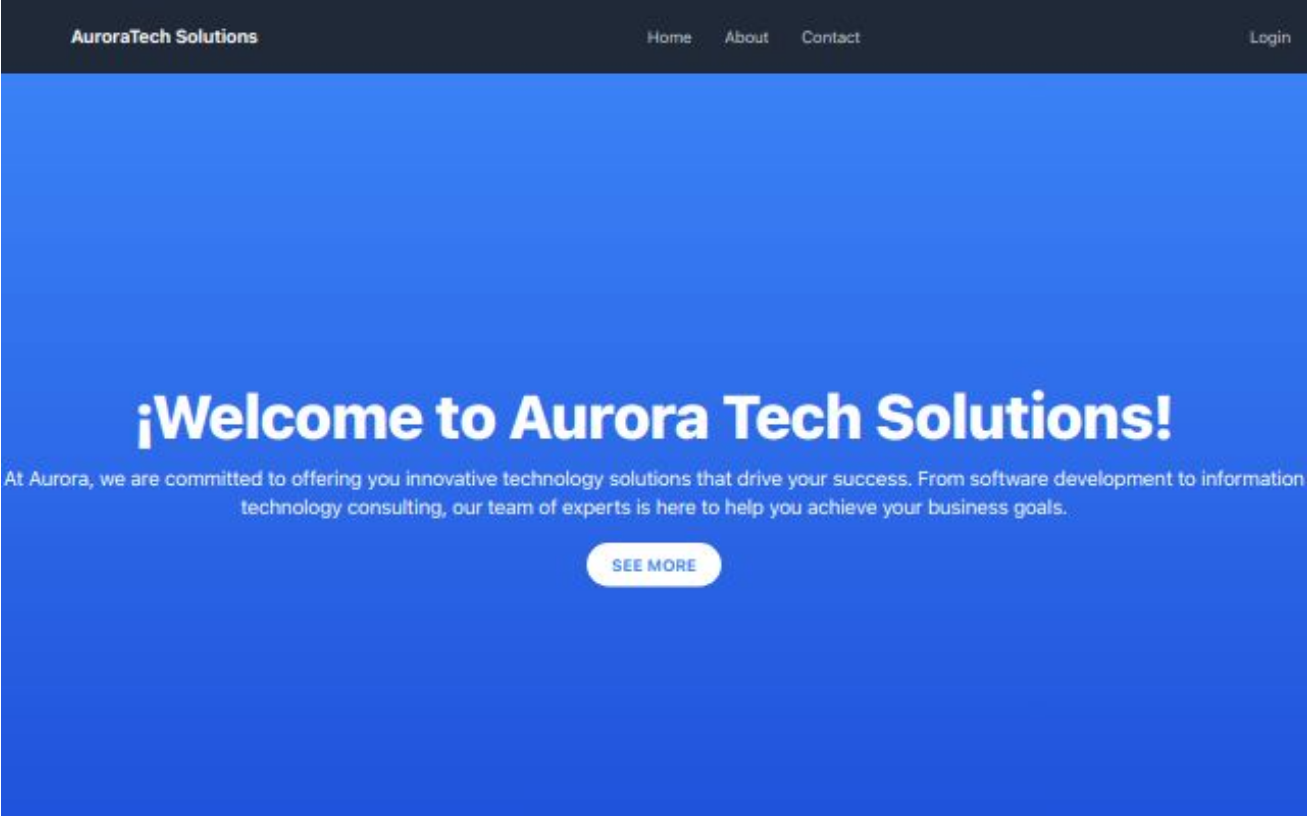 AuroraTech Solutions
Home About Contact
Login
¡Welcome to Aurora Tech Solutions!
At Aurora, we are committed to offering you innovative technology solutions that drive your success. From software development to information
technology consulting, our team of experts is here to help you achieve your business goals.
SEE MORE